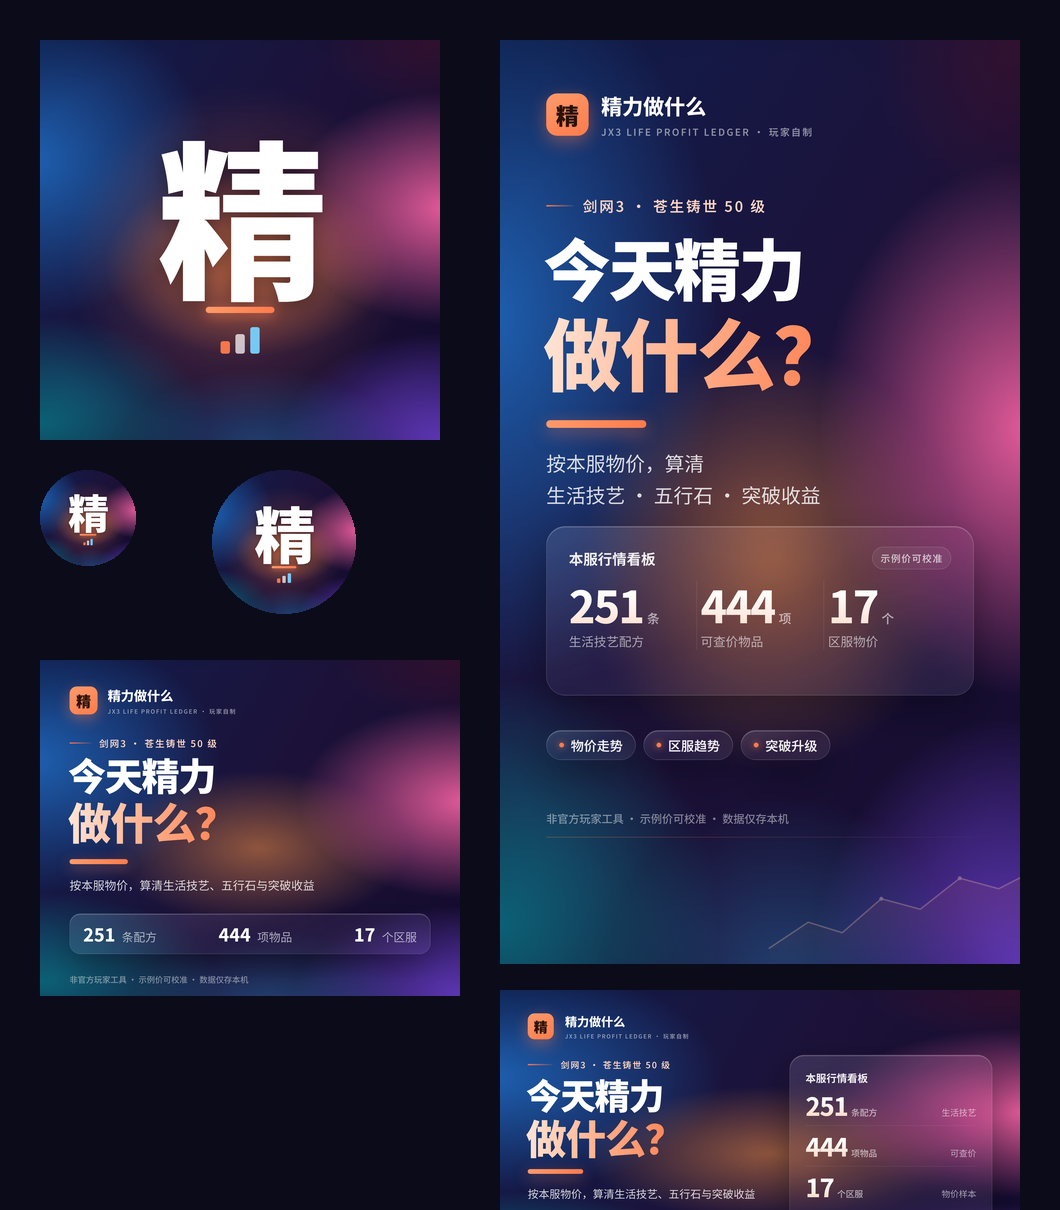 精
精
精
精
精力做什么
JX3 LIFE PROFIT LEDGER • 玩家自制
剑网3 • 苍生铸世 50 级
今天精力
做什么?
按本服物价，算清生活技艺、五行石与突破收益
251 条配方
444 项物品
17 个区服
非官方玩家工具 • 示例价可校准 • 数据仅存本机
精
精力做什么
JX3 LIFE PROFIT LEDGER • 玩家自制
剑网3 • 苍生铸世 50 级
今天精力
做什么?
按本服物价，算清
生活技艺 • 五行石 • 突破收益
本服行情看板
示例价可校准
251 条
生活技艺配方
444 项
可查价物品
17 个
区服物价
物价走势
区服趋势
突破升级
非官方玩家工具 • 示例价可校准 • 数据仅存本机
精
精力做什么
JX3 LIFE PROFIT LEDGER • 玩家自制
剑网3 • 苍生铸世 50 级
今天精力
做什么?
按本服物价，算清生活技艺、五行石与突破收益
本服行情看板
251 条配方 生活技艺
444 项物品 可查价
17 个区服 物价样本